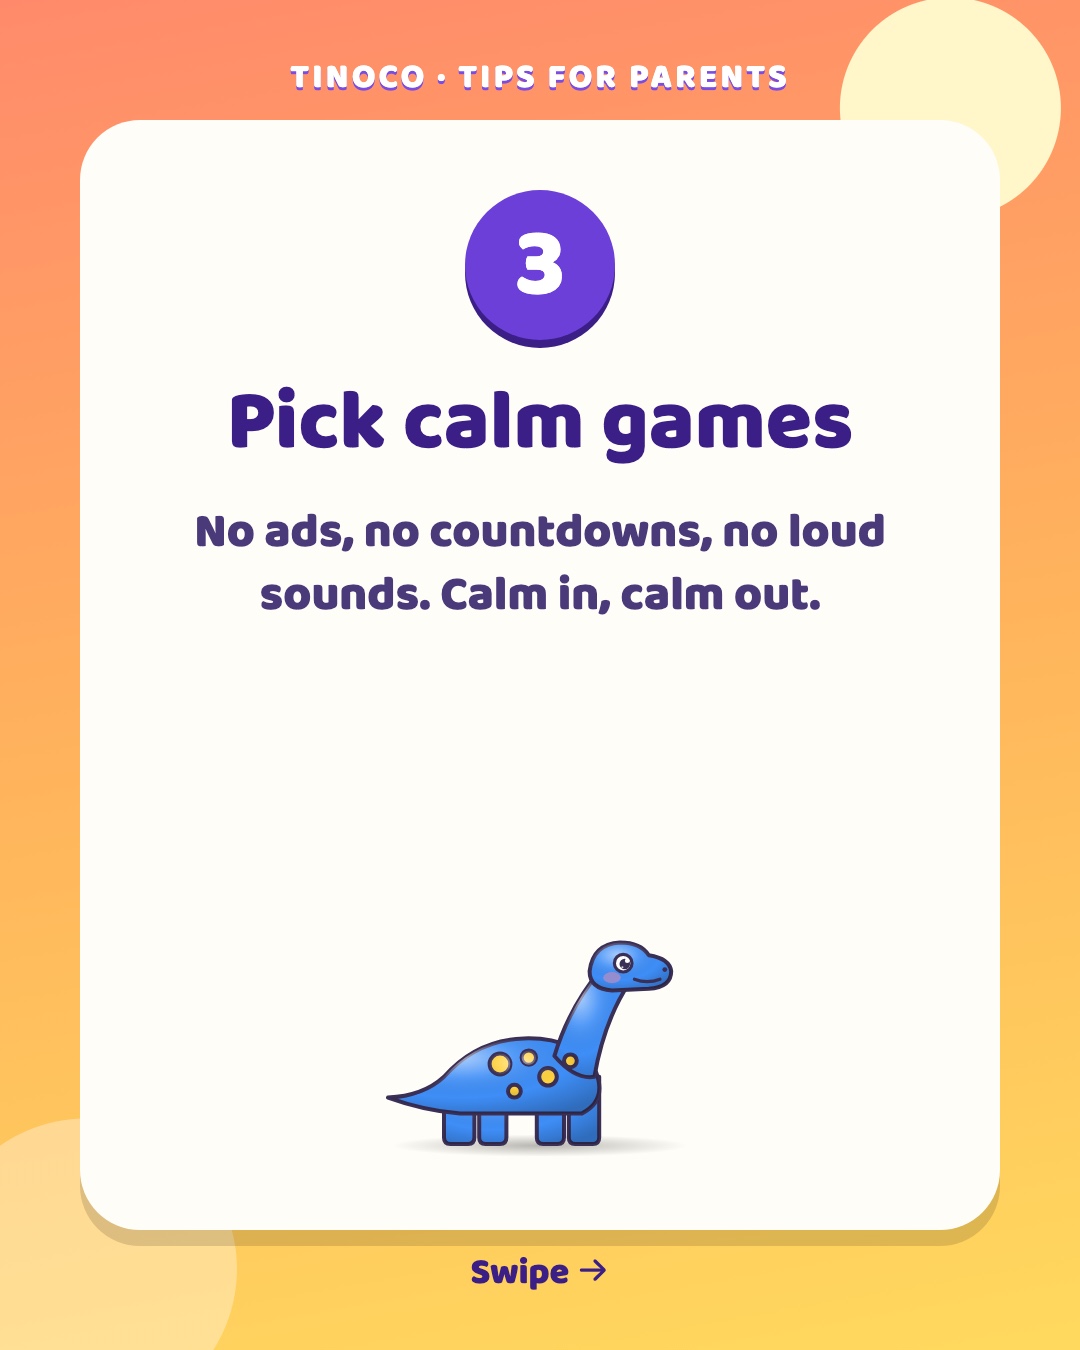 TINOCO · TIPS FOR PARENTS
3
Pick calm games
No ads, no countdowns, no loud
sounds. Calm in, calm out.
Swipe →